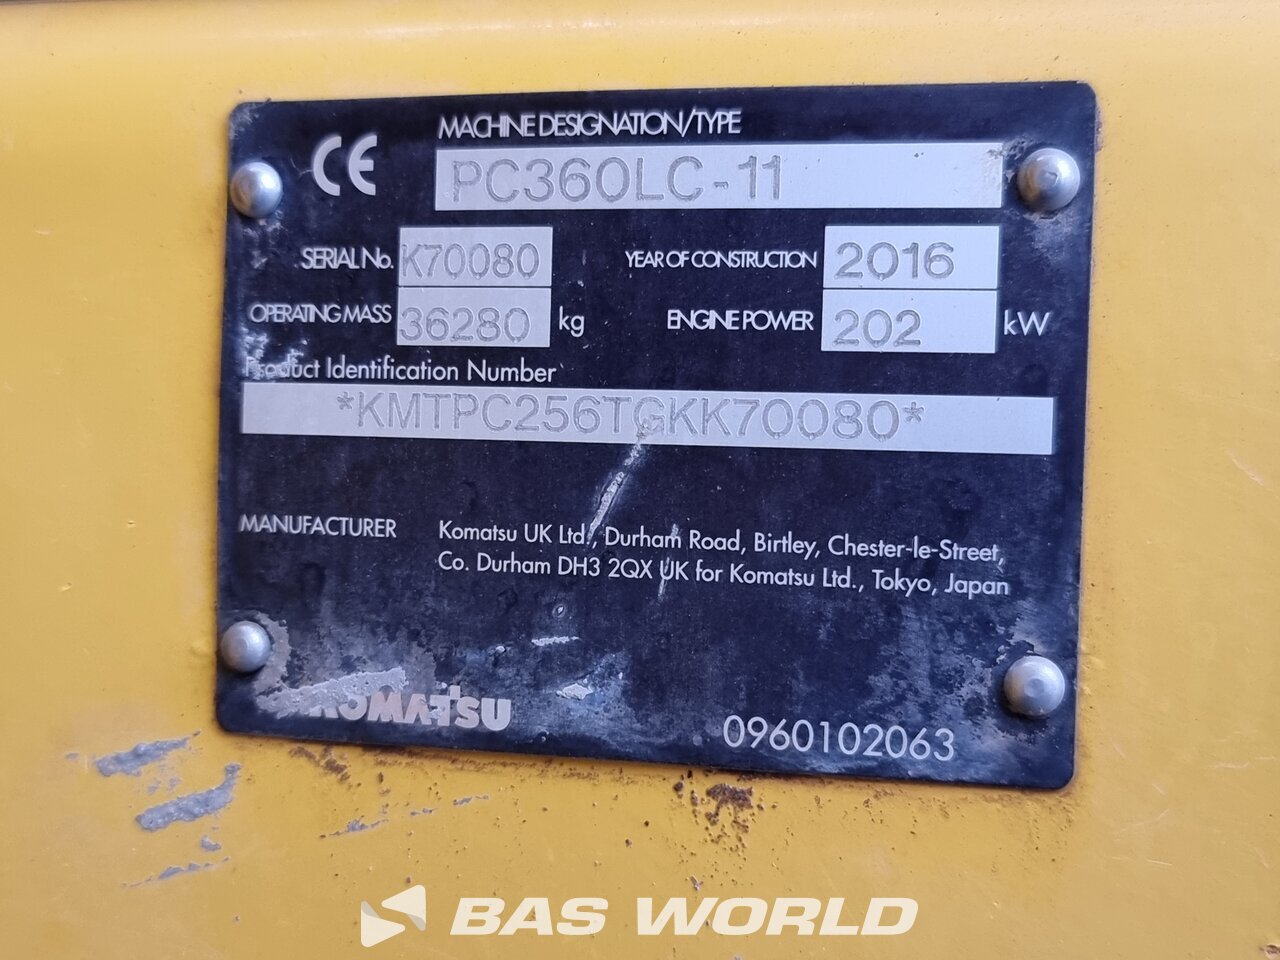 CE
MACHINE DESIGNATION/TYPE
PC360LC-11
SERIAL No. K70080 YEAR OF CONSTRUCTION 2016
OPERATING MASS 36280 kg ENGINE POWER 202 kW
Product Identification Number
*KMTPC256TGKK70080*
MANUFACTURER Komatsu UK Ltd., Durham Road, Birtley, Chester-le-Street,
Co. Durham DH3 2QX UK for Komatsu Ltd., Tokyo, Japan
KOMATSU
0960102063
BAS WORLD